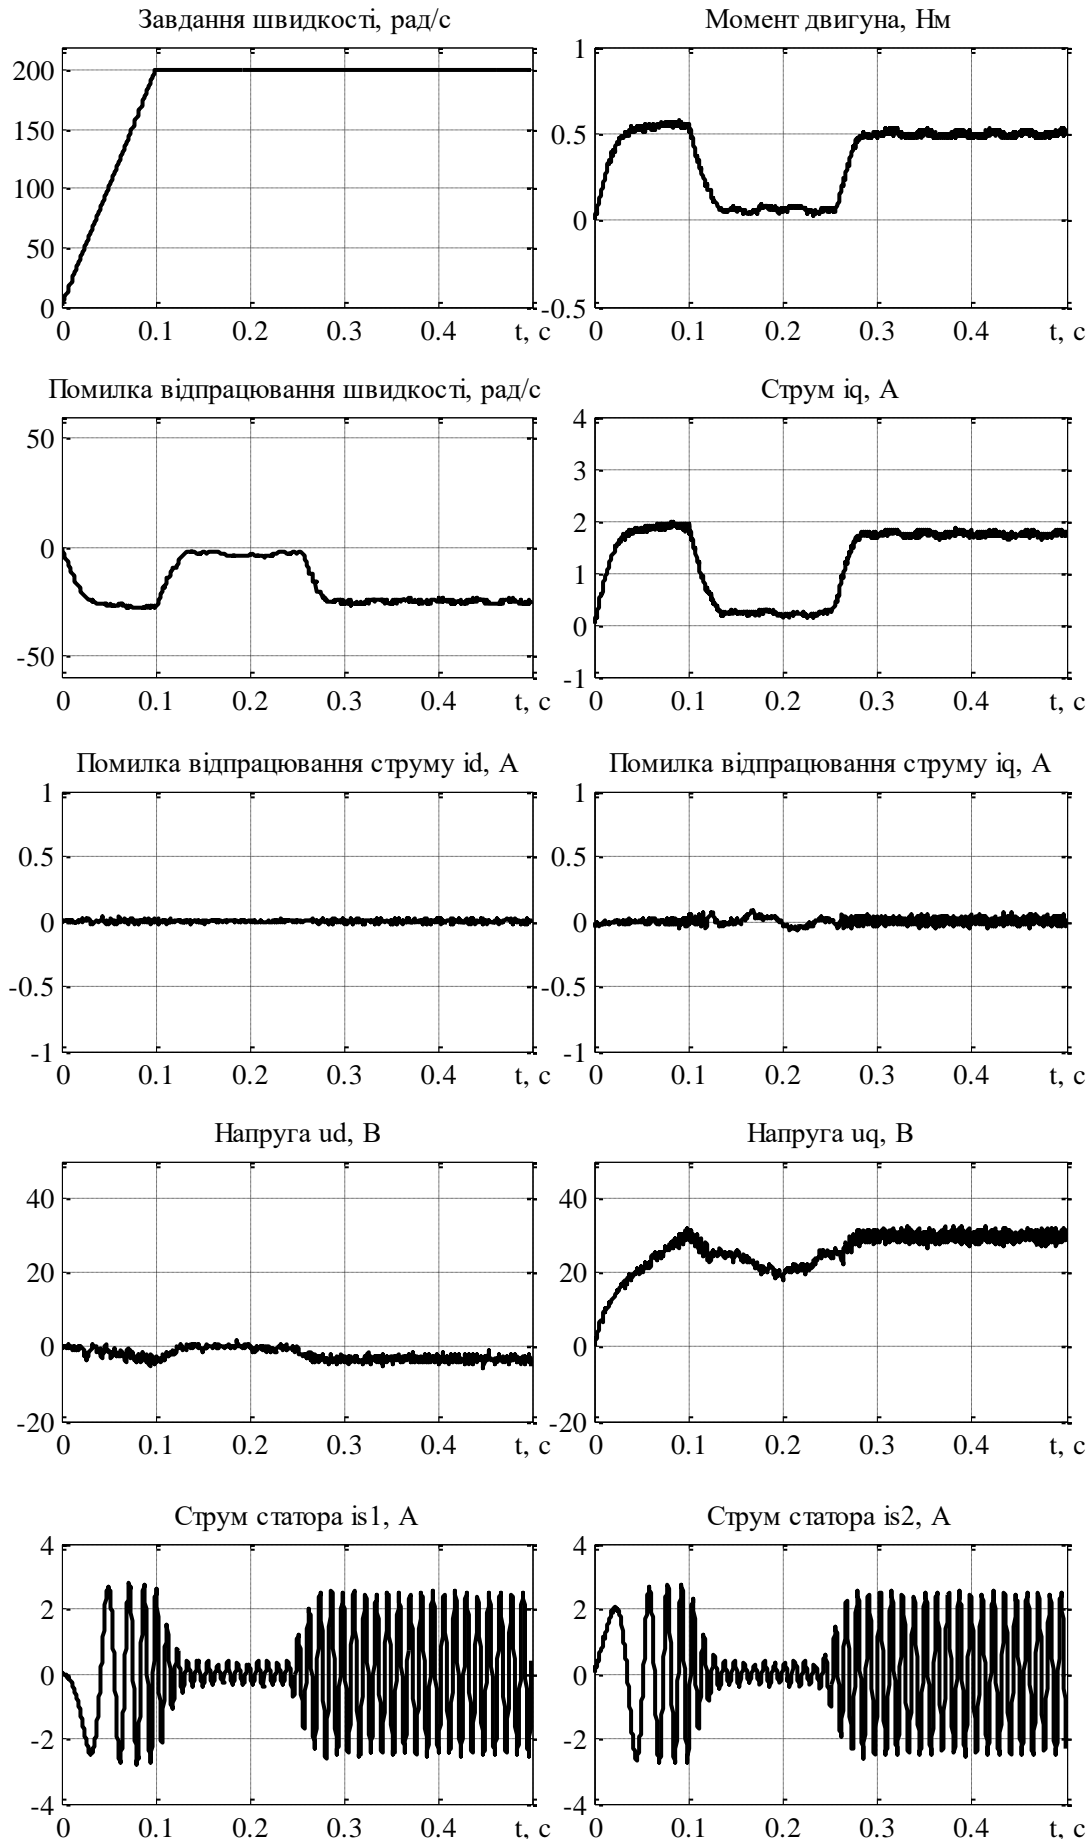 Завдання швидкості, рад/с
Момент двигуна, Нм
200
150
100
50
0
0 0.1 0.2 0.3 0.4 t, с
1
0.5
0
-0.5
0 0.1 0.2 0.3 0.4 t, с
Помилка відпрацювання швидкості, рад/с
Струм iq, А
50
0
-50
0 0.1 0.2 0.3 0.4 t, с
4
3
2
1
0
-1
0 0.1 0.2 0.3 0.4 t, с
Помилка відпрацювання струму id, А
Помилка відпрацювання струму iq, А
1
0.5
0
-0.5
-1
0 0.1 0.2 0.3 0.4 t, с
1
0.5
0
-0.5
-1
0 0.1 0.2 0.3 0.4 t, с
Напруга ud, В
Напруга uq, В
40
20
0
-20
0 0.1 0.2 0.3 0.4 t, с
40
20
0
-20
0 0.1 0.2 0.3 0.4 t, с
Струм статора is1, А
Струм статора is2, А
4
2
0
-2
-4
0 0.1 0.2 0.3 0.4 t, с
4
2
0
-2
-4
0 0.1 0.2 0.3 0.4 t, с